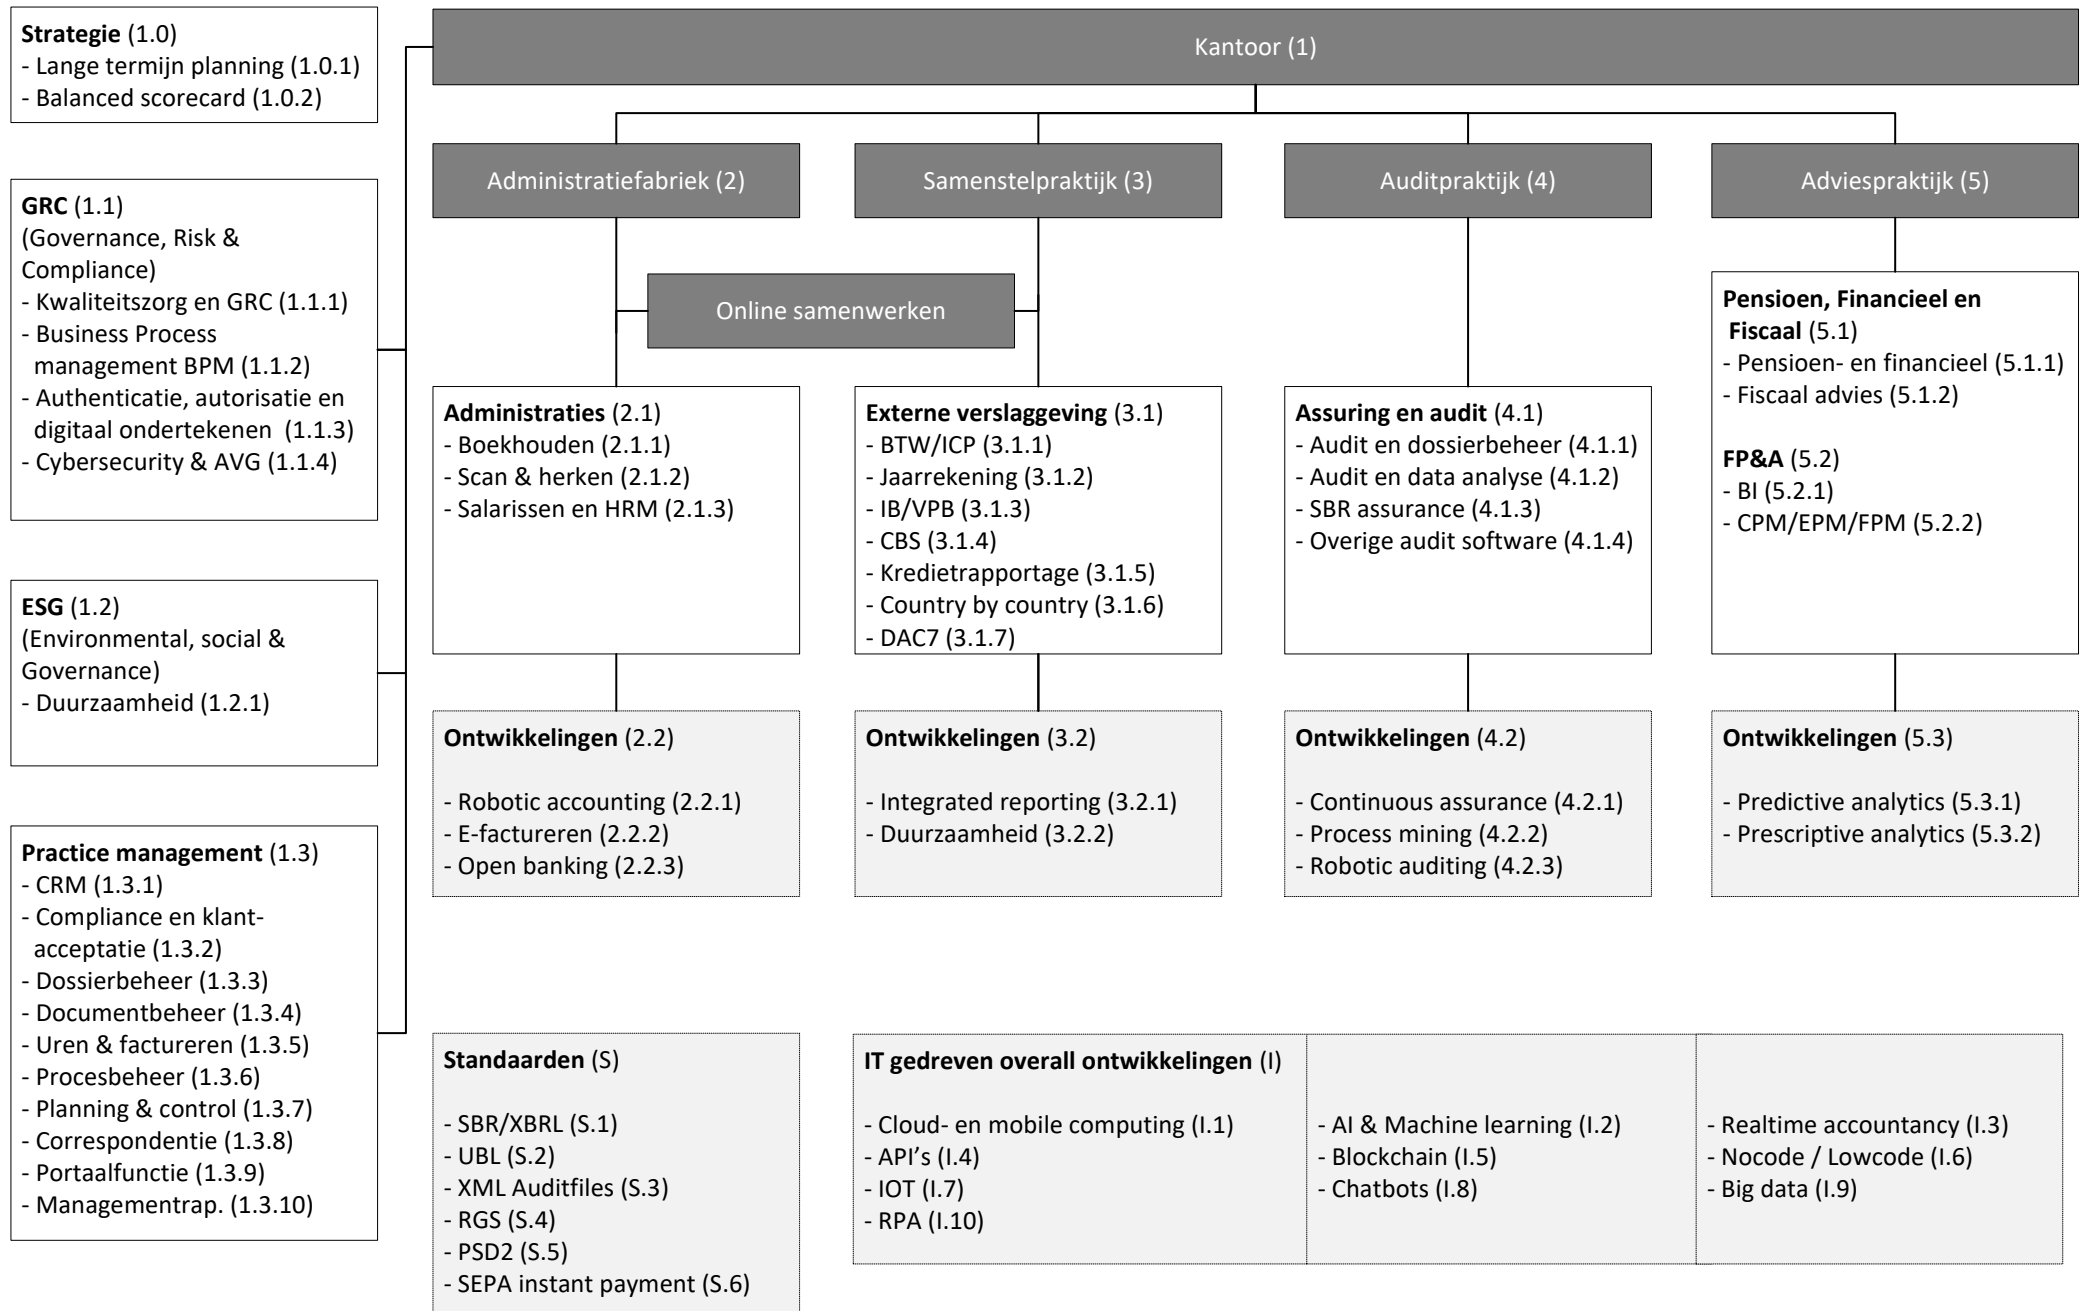 Strategie (1.0)
- Lange termijn planning (1.0.1)
- Balanced scorecard (1.0.2)
GRC (1.1)
(Governance, Risk &
Compliance)
- Kwaliteitszorg en GRC (1.1.1)
- Business Process
management BPM (1.1.2)
- Authenticatie, autorisatie en
digitaal ondertekenen (1.1.3)
- Cybersecurity & AVG (1.1.4)
ESG (1.2)
(Environmental, social &
Governance)
- Duurzaamheid (1.2.1)
Practice management (1.3)
- CRM (1.3.1)
- Compliance en klant-
acceptatie (1.3.2)
- Dossierbeheer (1.3.3)
- Documentbeheer (1.3.4)
- Uren & factureren (1.3.5)
- Procesbeheer (1.3.6)
- Planning & control (1.3.7)
- Correspondentie (1.3.8)
- Portaalfunctie (1.3.9)
- Managementrap. (1.3.10)
Kantoor (1)
Administratiefabriek (2)
Samenstelpraktijk (3)
Auditpraktijk (4)
Adviespraktijk (5)
Online samenwerken
Administraties (2.1)
- Boekhouden (2.1.1)
- Scan & herken (2.1.2)
- Salarissen en HRM (2.1.3)
Externe verslaggeving (3.1)
- BTW/ICP (3.1.1)
- Jaarrekening (3.1.2)
- IB/VPB (3.1.3)
- CBS (3.1.4)
- Kredietrapportage (3.1.5)
- Country by country (3.1.6)
- DAC7 (3.1.7)
Assuring en audit (4.1)
- Audit en dossierbeheer (4.1.1)
- Audit en data analyse (4.1.2)
- SBR assurance (4.1.3)
- Overige audit software (4.1.4)
Pensioen, Financieel en
Fiscaal (5.1)
- Pensioen- en financieel (5.1.1)
- Fiscaal advies (5.1.2)
FP&A (5.2)
- BI (5.2.1)
- CPM/EPM/FPM (5.2.2)
Ontwikkelingen (2.2)
- Robotic accounting (2.2.1)
- E-factureren (2.2.2)
- Open banking (2.2.3)
Ontwikkelingen (3.2)
- Integrated reporting (3.2.1)
- Duurzaamheid (3.2.2)
Ontwikkelingen (4.2)
- Continuous assurance (4.2.1)
- Process mining (4.2.2)
- Robotic auditing (4.2.3)
Ontwikkelingen (5.3)
- Predictive analytics (5.3.1)
- Prescriptive analytics (5.3.2)
Standaarden (S)
- SBR/XBRL (S.1)
- UBL (S.2)
- XML Auditfiles (S.3)
- RGS (S.4)
- PSD2 (S.5)
- SEPA instant payment (S.6)
IT gedreven overall ontwikkelingen (I)
- Cloud- en mobile computing (I.1)
- API's (I.4)
- IOT (I.7)
- RPA (I.10)
- AI & Machine learning (I.2)
- Blockchain (I.5)
- Chatbots (I.8)
- Realtime accountancy (I.3)
- Nocode / Lowcode (I.6)
- Big data (I.9)